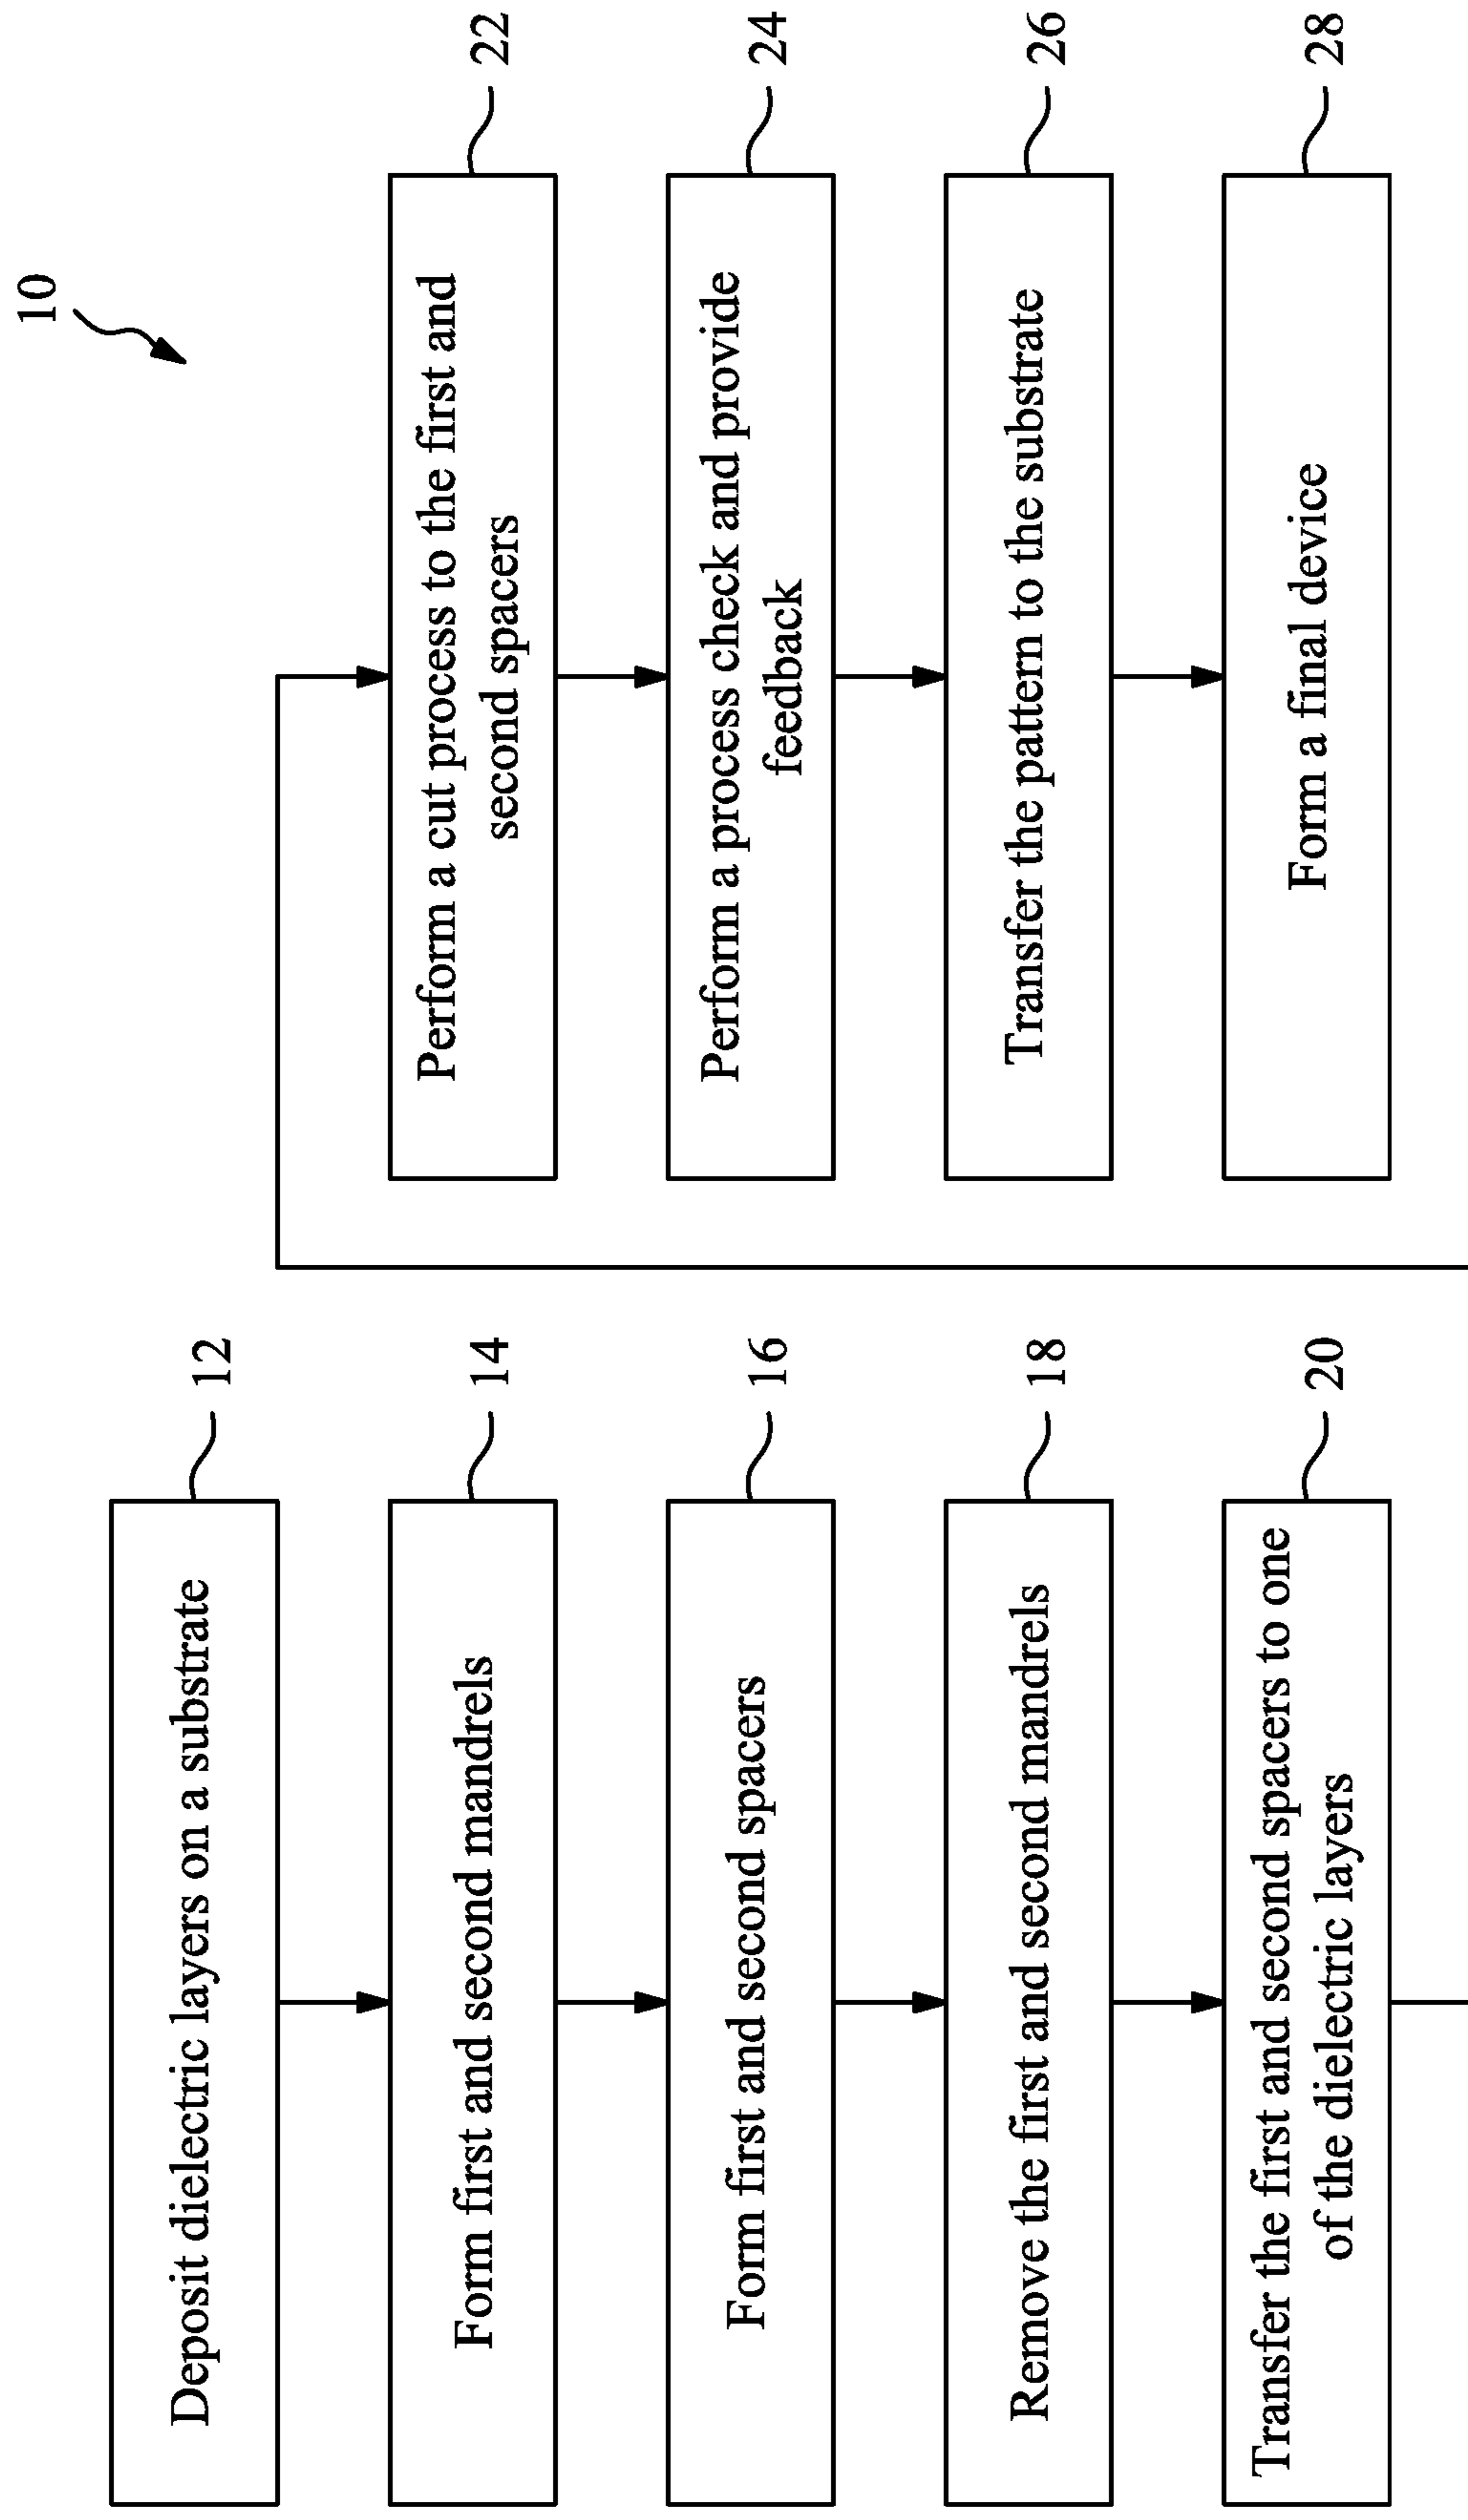 10
Deposit dielectric layers on a substrate
12
Form first and second mandrels
14
Form first and second spacers
16
Remove the first and second mandrels
18
Transfer the first and second spacers to one
of the dielectric layers
20
Perform a cut process to the first and
second spacers
22
Perform a process check and provide
feedback
24
Transfer the pattern to the substrate
26
Form a final device
28